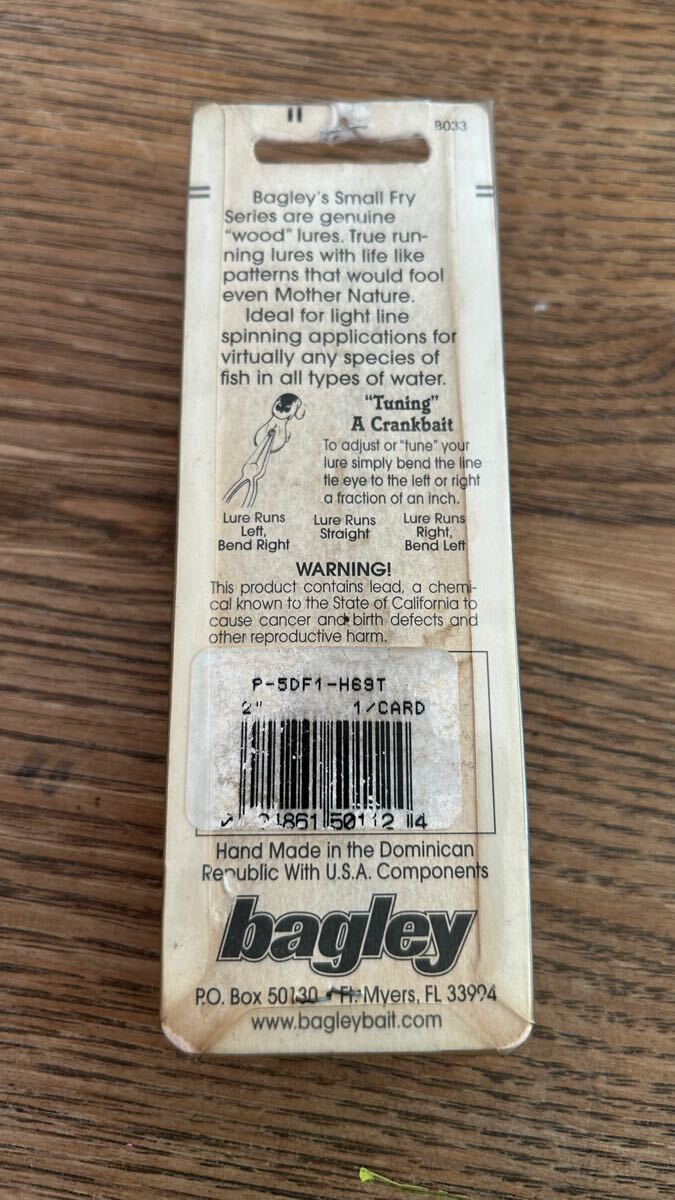 B033
Bagley's Small Fry
Series are genuine
"wood" lures. True run-
ning lures with life like
patterns that would fool
even Mother Nature.
Ideal for light line
spinning applications for
virtually any species of
fish in all types of water.
"Tuning"
A Crankbait
To adjust or "tune" your
lure simply bend the line
tie eye to the left or right
a fraction of an inch.
Lure Runs
Left,
Bend Right
Lure Runs
Straight
Lure Runs
Right,
Bend Left
WARNING!
This product contains lead, a chemi-
cal known to the State of California to
cause cancer and birth defects and
other reproductive harm.
P-5DF1-H69T
2" 1/CARD
50112 4
Hand Made in the Dominican
Republic With U.S.A. Components
bagley
P.O. Box 50130 • Ft. Myers, FL 33994
www.bagleybait.com